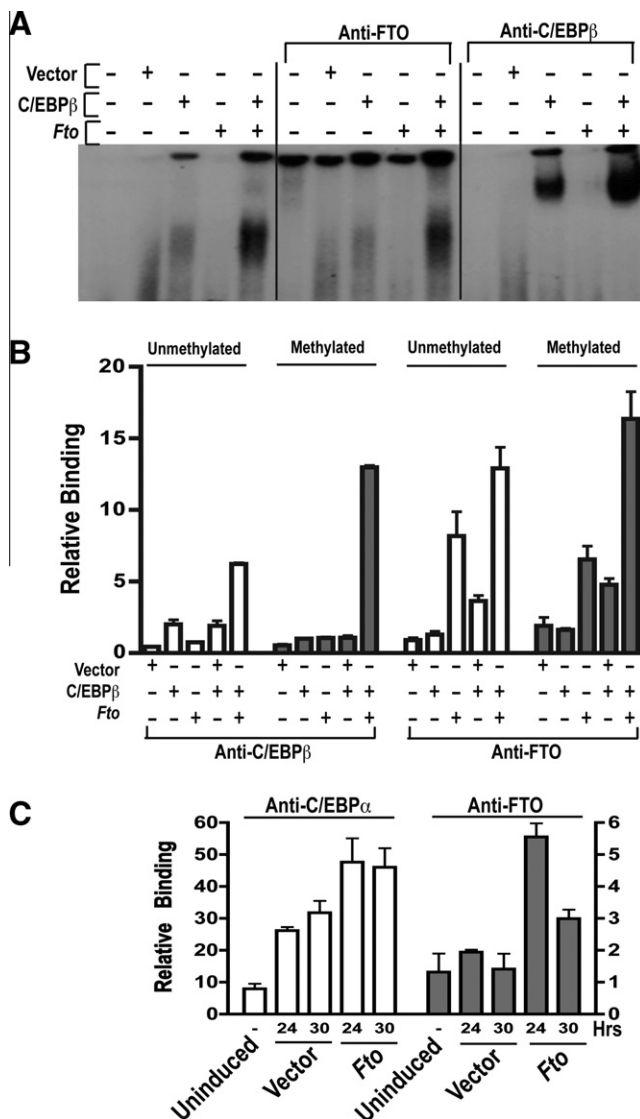 A
Anti-FTO Anti-C/EBPβ
Vector - + - - - - + - - - - + - - -
C/EBPβ - - + - + - - + - + - - + - +
Fto - - - + + - - - + + - - - + +
B
Unmethylated Methylated Unmethylated Methylated
20
15
10
5
0
Relative Binding
Vector + - - + - + - - + - + - - + - + - - + -
C/EBPβ - + - + + - + - + + - + - + + - + - + +
Fto - - + - + - - + - + - - + - + - - + - +
Anti-C/EBPβ Anti-FTO
C
Anti-C/EBPα Anti-FTO
60 6
50 5
40 4
30 3
20 2
10 1
0 0
Relative Binding
- 24 30 24 30 - 24 30 24 30 Hrs
Uninduced Vector Fto Uninduced Vector Fto